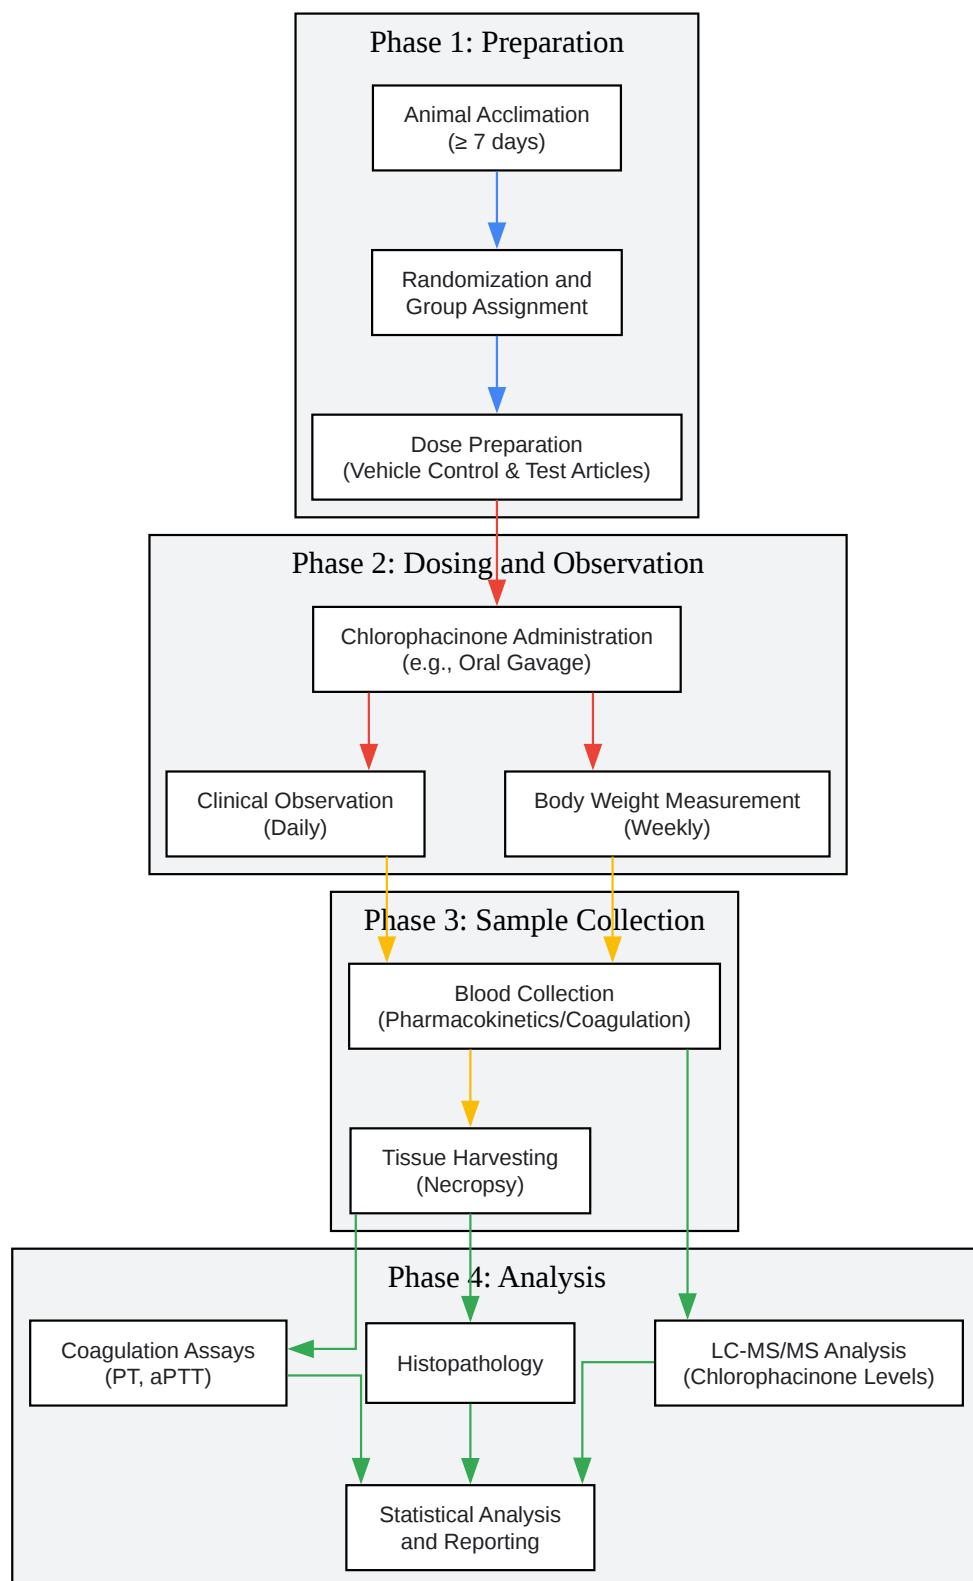 Phase 1: Preparation
Animal Acclimation
(≥ 7 days)
Randomization and
Group Assignment
Dose Preparation
(Vehicle Control & Test Articles)
Phase 2: Dosing and Observation
Chlorophacinone Administration
(e.g., Oral Gavage)
Clinical Observation
(Daily)
Body Weight Measurement
(Weekly)
Phase 3: Sample Collection
Blood Collection
(Pharmacokinetics/Coagulation)
Tissue Harvesting
(Necropsy)
Phase 4: Analysis
Coagulation Assays
(PT, aPTT)
Histopathology
LC-MS/MS Analysis
(Chlorophacinone Levels)
Statistical Analysis
and Reporting